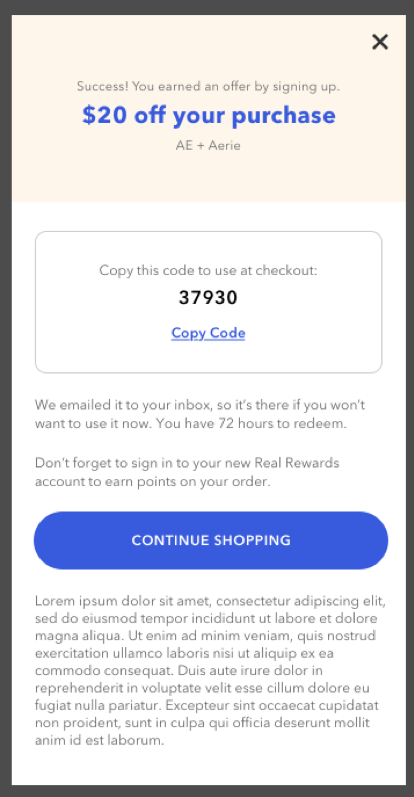 Success! You earned an offer by signing up.
$20 off your purchase
AE + Aerie
Copy this code to use at checkout:
37930
Copy Code
We emailed it to your inbox, so it’s there if you won’t
want to use it now. You have 72 hours to redeem.
Don’t forget to sign in to your new Real Rewards
account to earn points on your order.
CONTINUE SHOPPING
Lorem ipsum dolor sit amet, consectetur adipiscing elit,
sed do eiusmod tempor incididunt ut labore et dolore
magna aliqua. Ut enim ad minim veniam, quis nostrud
exercitation ullamco laboris nisi ut aliquip ex ea
commodo consequat. Duis aute irure dolor in
reprehenderit in voluptate velit esse cillum dolore eu
fugiat nulla pariatur. Excepteur sint occaecat cupidatat
non proident, sunt in culpa qui officia deserunt mollit
anim id est laborum.